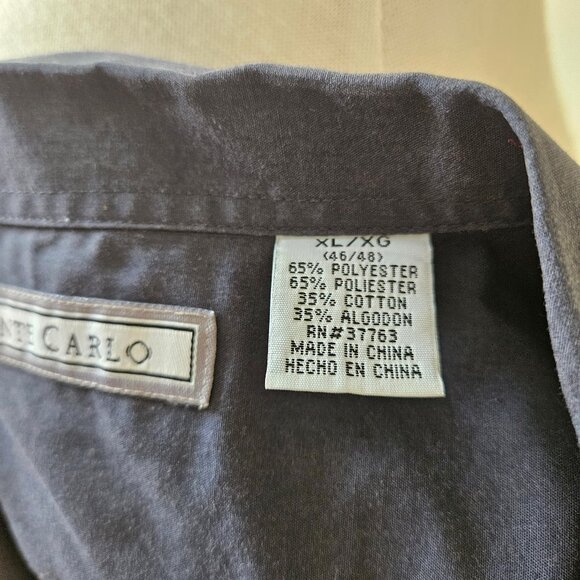 NTE CARLO
XL/XG
(46/48)
65% POLYESTER
65% POLIESTER
35% COTTON
35% ALGODON
RN#37763
MADE IN CHINA
HECHO EN CHINA